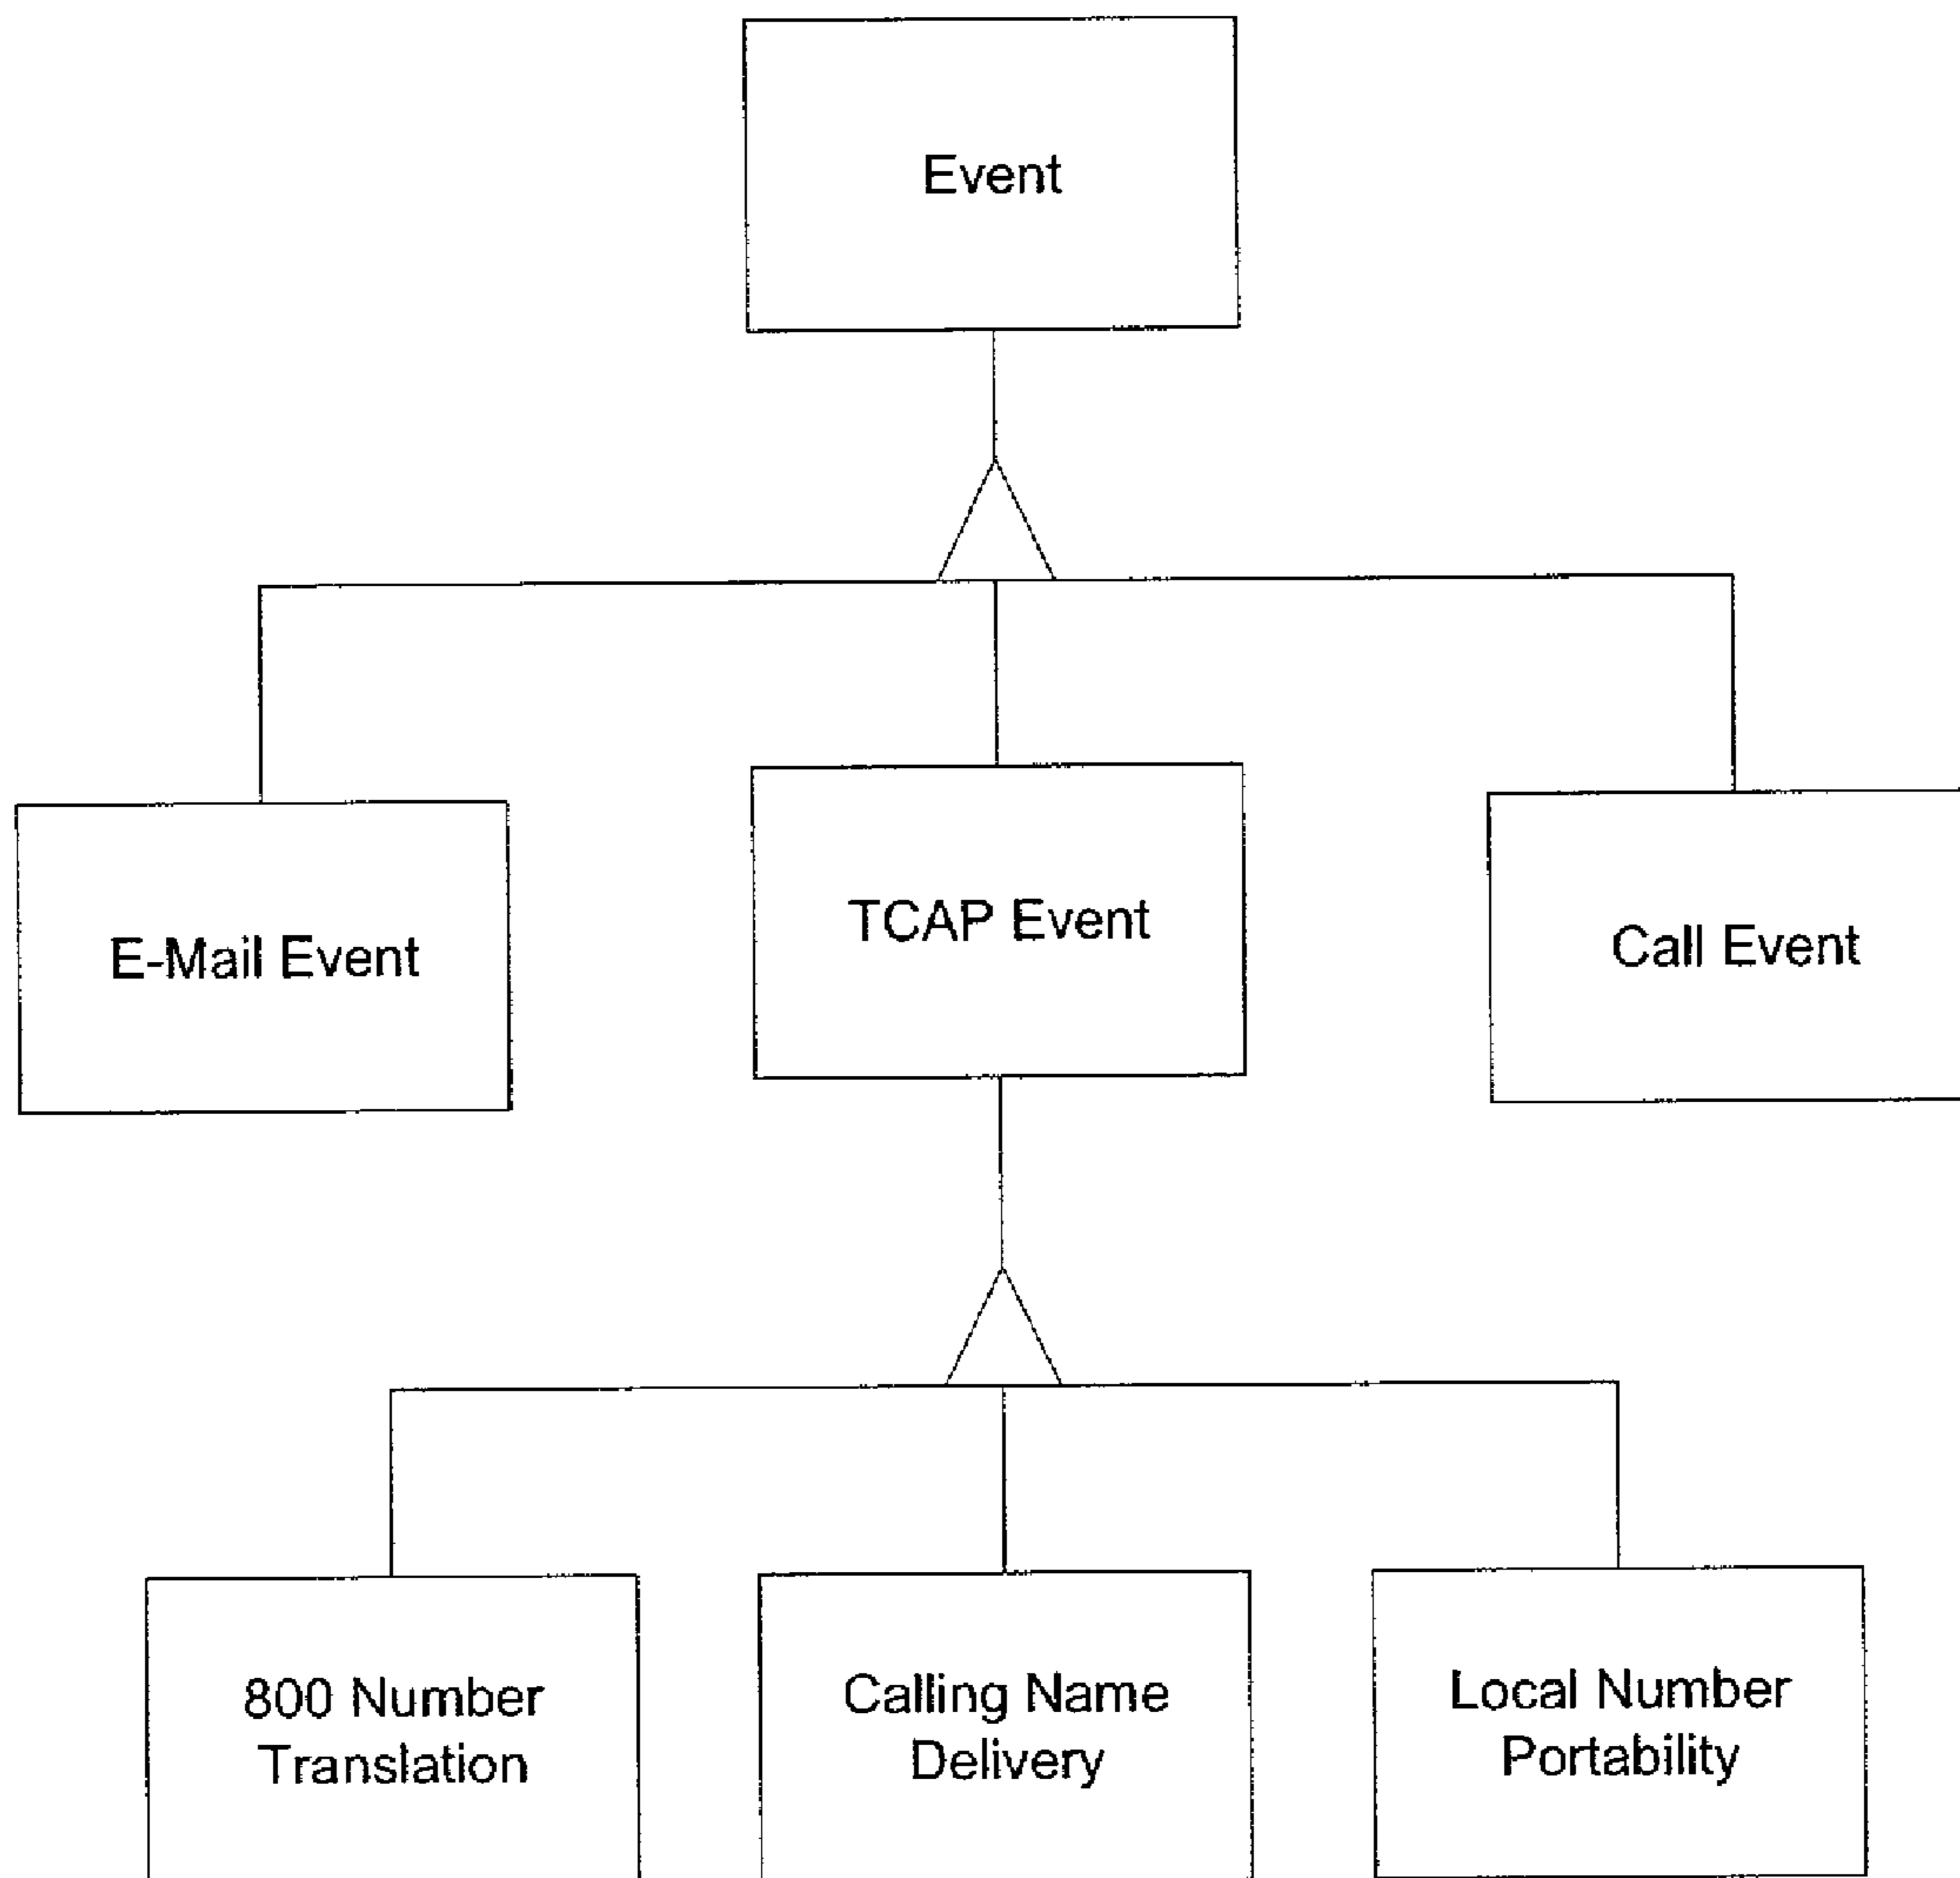 Event
E-Mail Event
TCAP Event
Call Event
800 Number
Translation
Calling Name
Delivery
Local Number
Portability